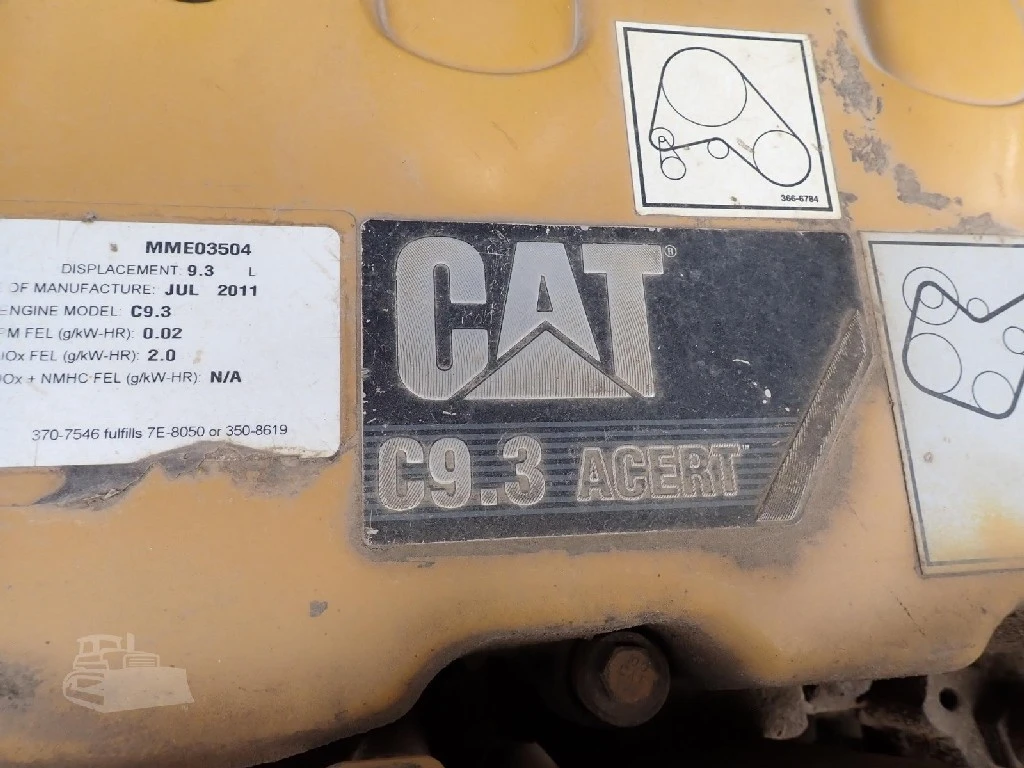 366-6784
MME03504
DISPLACEMENT: 9.3 L
OF MANUFACTURE: JUL 2011
ENGINE MODEL: C9.3
PM FEL (g/kW-HR): 0.02
Ox FEL (g/kW-HR): 2.0
Ox + NMHC FEL (g/kW-HR): N/A
370-7546 fulfills 7E-8050 or 350-8619
CAT®
C9.3 ACERT™